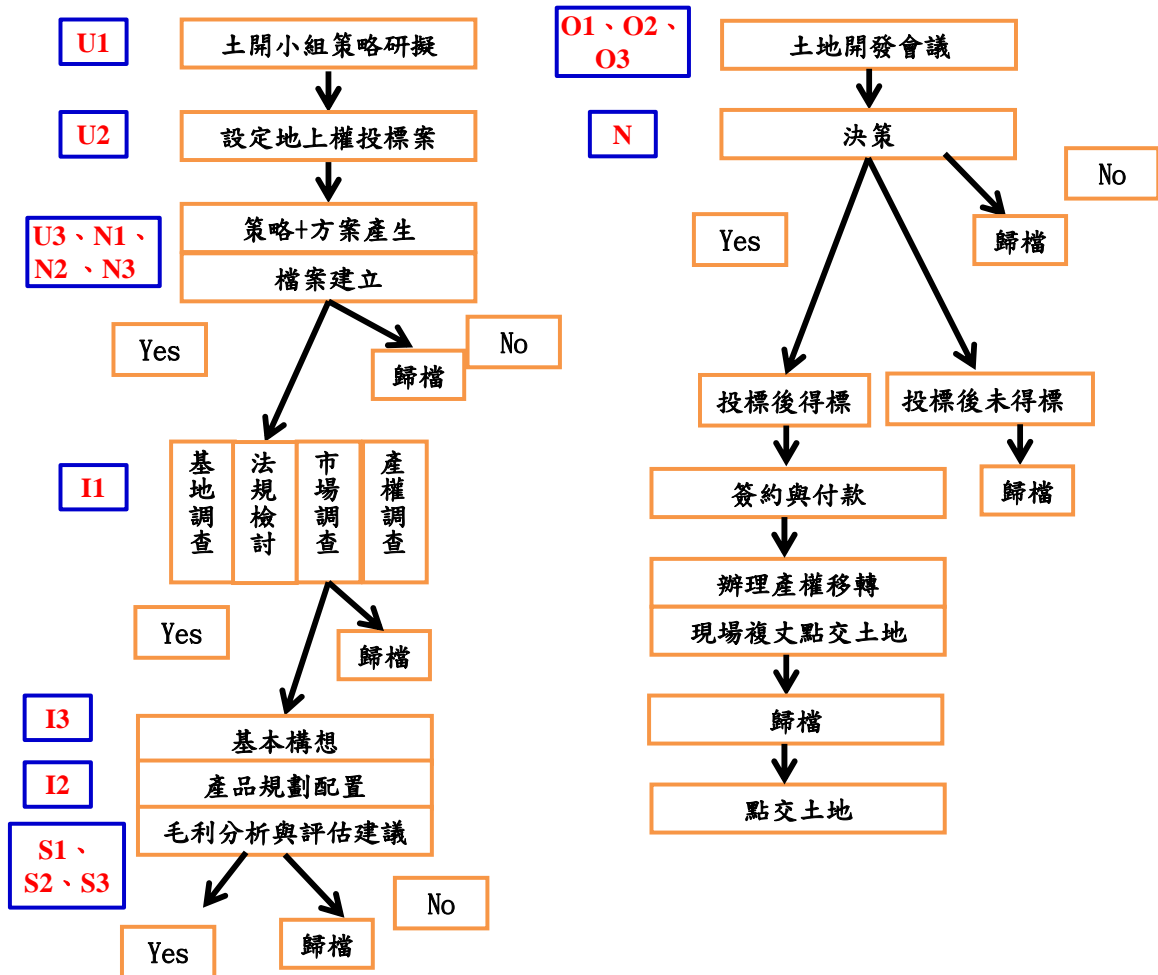 U1
土開小組策略研擬
U2
設定地上權投標案
U3、N1、
N2 、N3
策略+方案產生
檔案建立
Yes
No
歸檔
I1
基地調查
法規檢討
市場調查
產權調查
Yes
歸檔
I3
基本構想
I2
產品規劃配置
毛利分析與評估建議
S1、
S2、S3
No
Yes
歸檔
O1、O2、
O3
土地開發會議
N
決策
No
Yes
歸檔
投標後得標
投標後未得標
簽約與付款
歸檔
辦理產權移轉
現場複丈點交土地
歸檔
點交土地